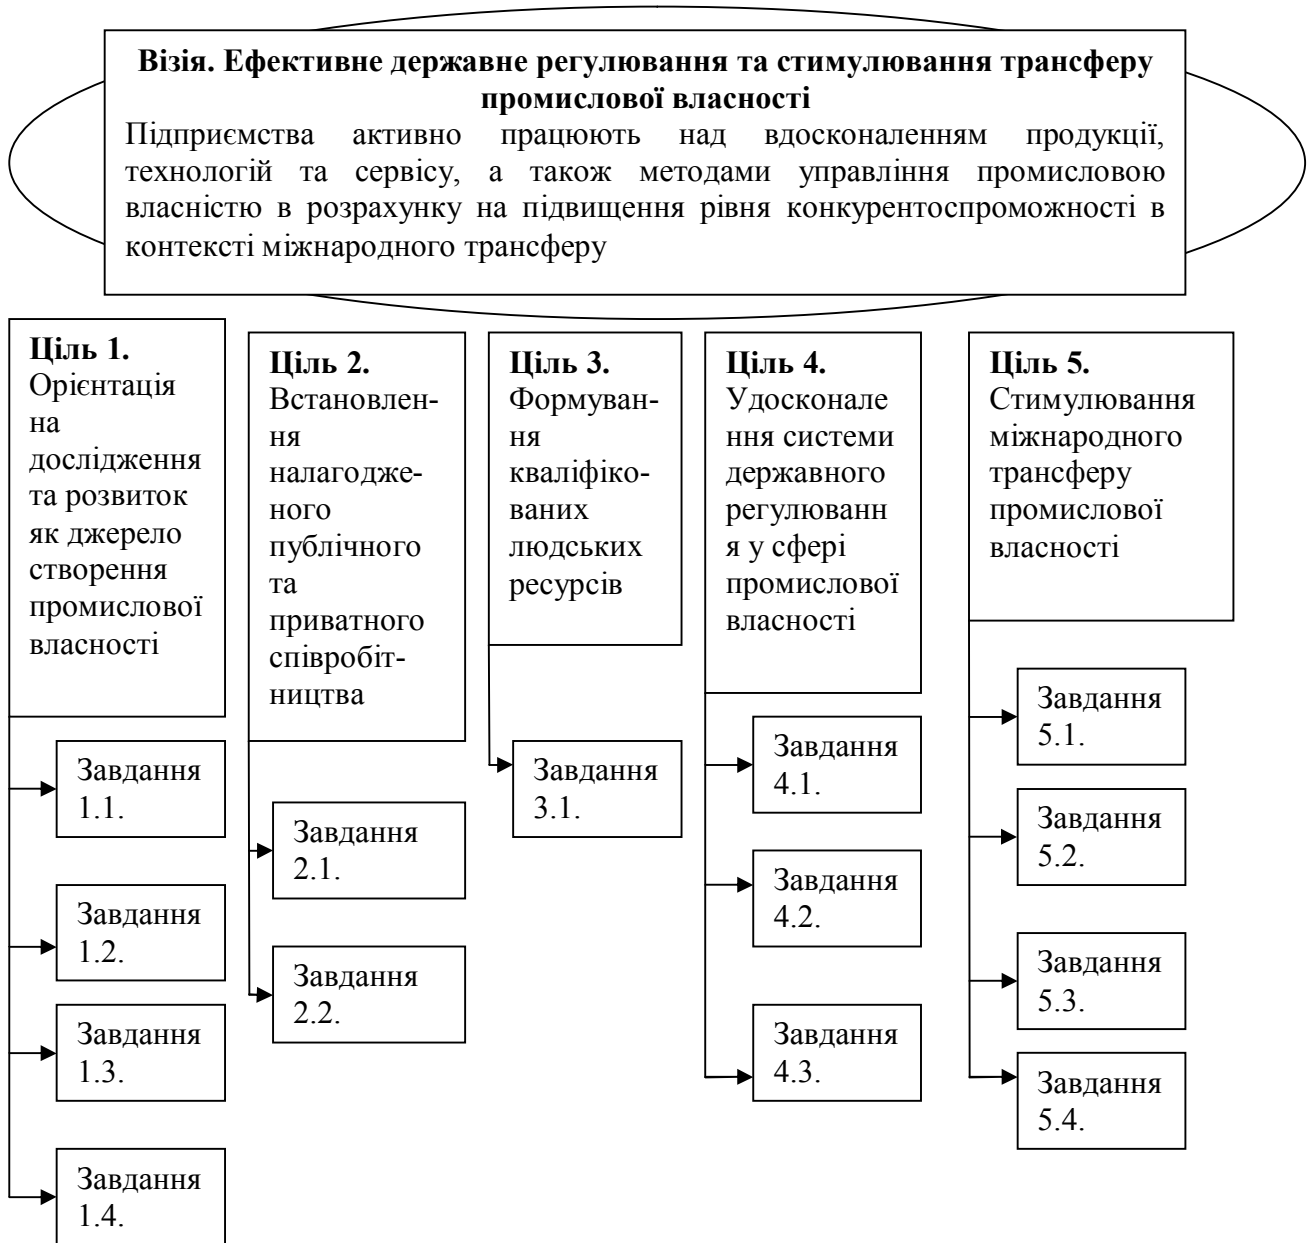 Візія. Ефективне державне регулювання та стимулювання трансферу
промислової власності
Підприємства активно працюють над вдосконаленням продукції,
технологій та сервісу, а також методами управління промисловою
власністю в розрахунку на підвищення рівня конкурентоспроможності в
контексті міжнародного трансферу
Ціль 1.
Орієнтація
на
дослідження
та розвиток
як джерело
створення
промислової
власності
Завдання
1.1.
Завдання
1.2.
Завдання
1.3.
Завдання
1.4.
Ціль 2.
Встановлен-
ня
налагодже-
ного
публічного
та
приватного
співробіт-
ництва
Завдання
2.1.
Завдання
2.2.
Ціль 3.
Формуван-
ня
кваліфіко-
ваних
людських
ресурсів
Завдання
3.1.
Ціль 4.
Удосконале
ння системи
державного
регулюванн
я у сфері
промислової
власності
Завдання
4.1.
Завдання
4.2.
Завдання
4.3.
Ціль 5.
Стимулювання
міжнародного
трансферу
промислової
власності
Завдання
5.1.
Завдання
5.2.
Завдання
5.3.
Завдання
5.4.